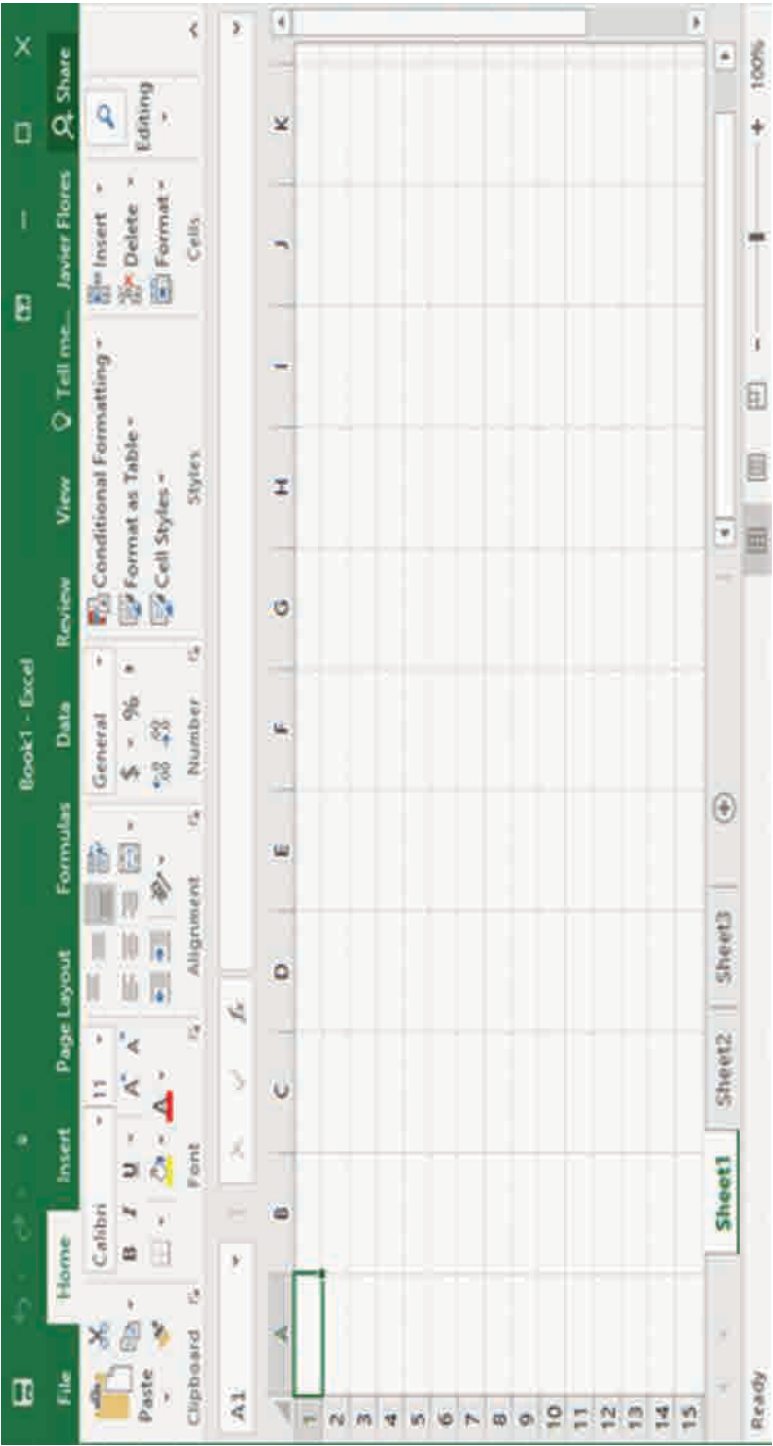 Book1 - Excel
File Home Insert Page Layout Formulas Data Review View Tell me... Javier Flores Share
Calibri 11 General Conditional Formatting Insert
Paste B I U A A $ % , Format as Table Delete Editing
A .00 .00 Cell Styles Format
Clipboard Font Alignment Number Styles Cells
A1 fx
A B C D E F G H I J K
1
2
3
4
5
6
7
8
9
10
11
12
13
14
15
Sheet1 Sheet2 Sheet3
Ready 100%